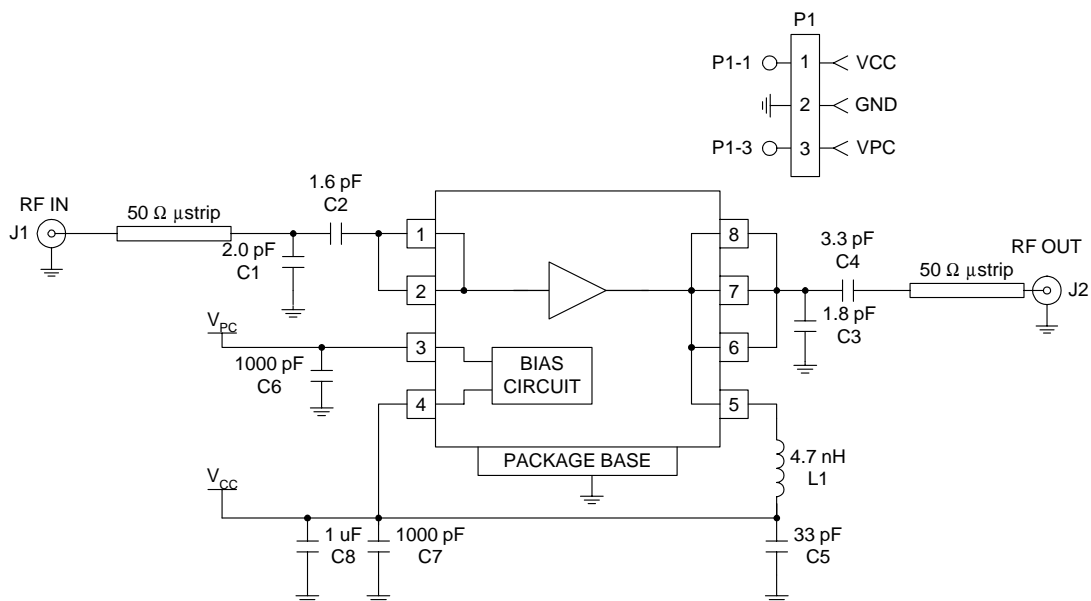 P1
P1-1 1 VCC
2 GND
P1-3 3 VPC
RF IN
J1
50 Ω µstrip
2.0 pF
C1
1.6 pF
C2
1
2
3
4
8
7
6
5
3.3 pF
C4
RF OUT
50 Ω µstrip
J2
1.8 pF
C3
VPC
1000 pF
C6
BIAS
CIRCUIT
PACKAGE BASE
4.7 nH
L1
VCC
1 uF
C8
1000 pF
C7
33 pF
C5